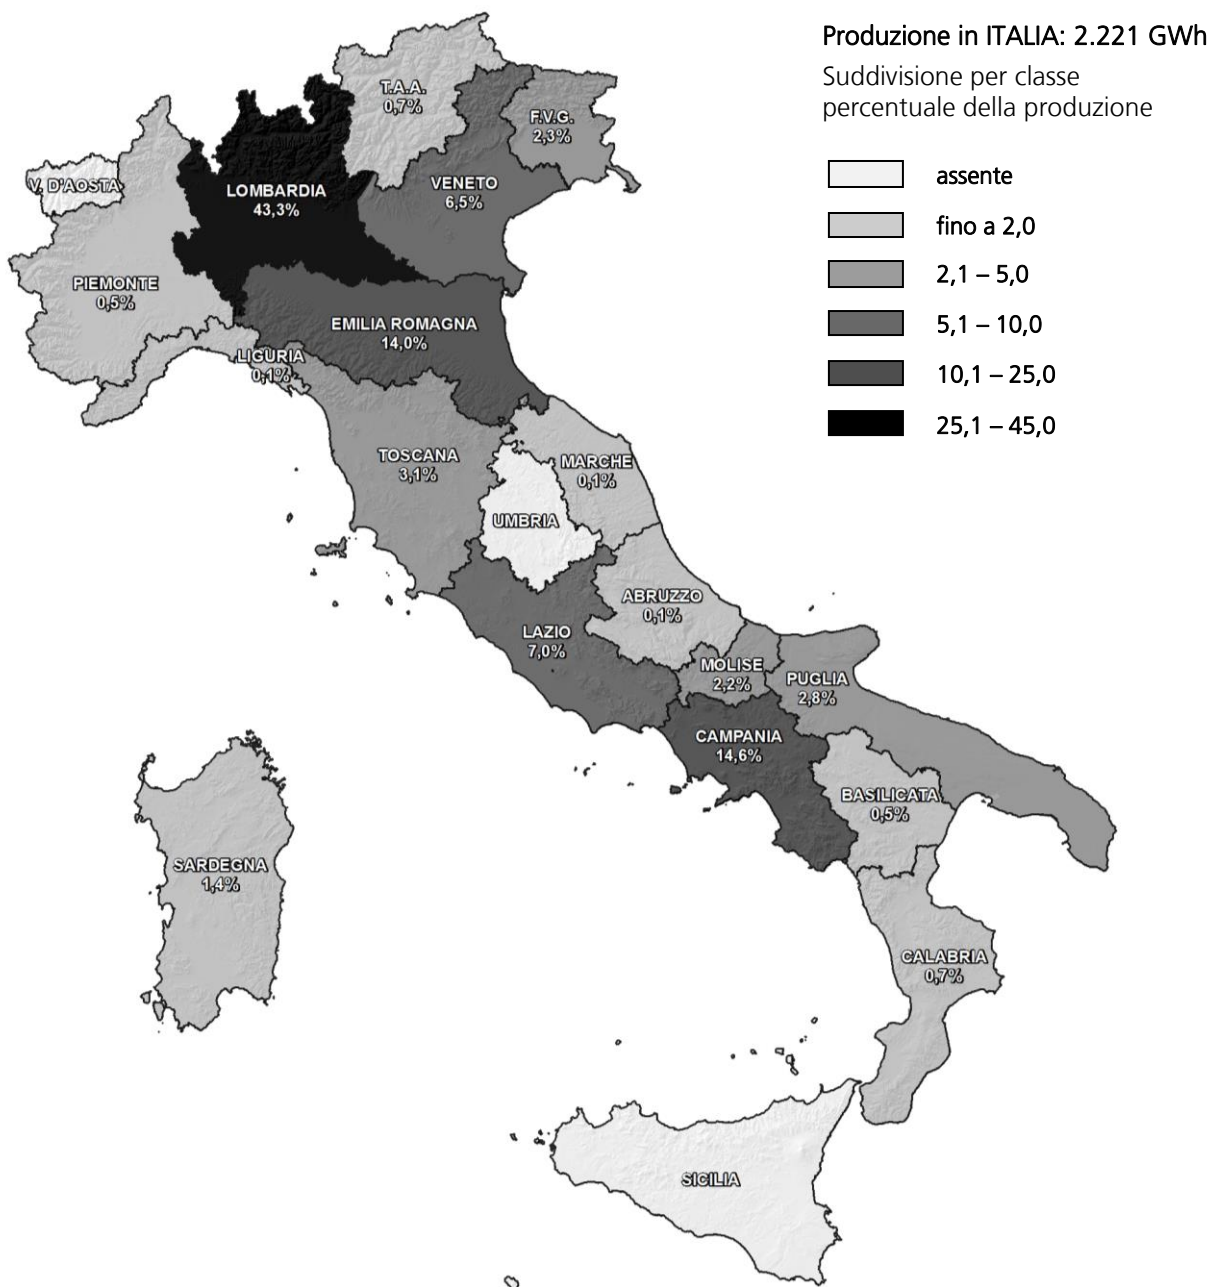 Produzione in ITALIA: 2.221 GWh
Suddivisione per classe
percentuale della produzione
assente
fino a 2,0
2,1 – 5,0
5,1 – 10,0
10,1 – 25,0
25,1 – 45,0
T.A.A.
0,7%
F.V.G.
2,3%
V. D'AOSTA
LOMBARDIA
43,3%
VENETO
6,5%
PIEMONTE
0,5%
EMILIA ROMAGNA
14,0%
LIGURIA
0,1%
TOSCANA
3,1%
MARCHE
0,1%
UMBRIA
ABRUZZO
0,1%
LAZIO
7,0%
MOLISE
2,2%
PUGLIA
2,8%
CAMPANIA
14,6%
BASILICATA
0,5%
SARDEGNA
1,4%
CALABRIA
0,7%
SICILIA